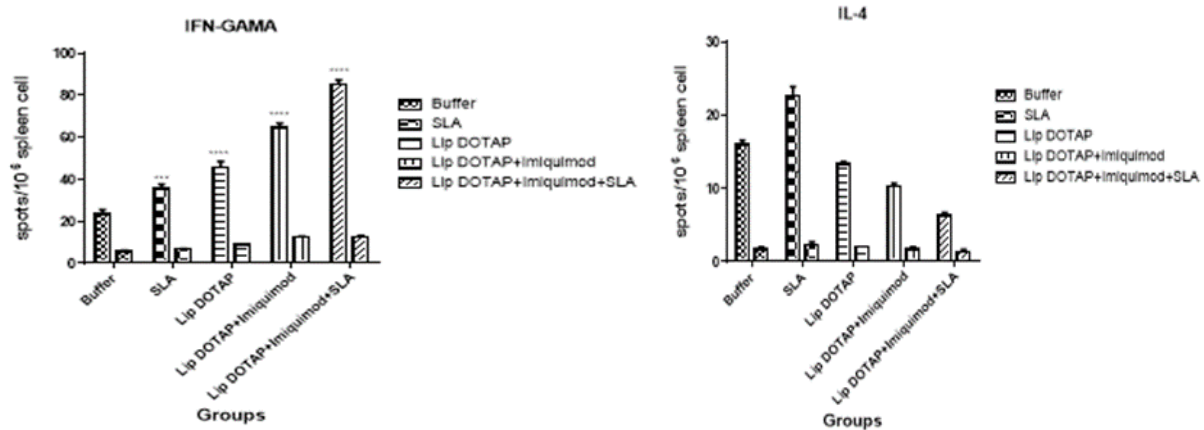 IFN-GAMA
spots/10⁶ spleen cell
100
80
60
40
20
0
***
****
****
****
Buffer
SLA
Lip DOTAP
Lip DOTAP+Imiquimod
Lip DOTAP+Imiquimod+SLA
Groups
Buffer
SLA
Lip DOTAP
Lip DOTAP+Imiquimod
Lip DOTAP+Imiquimod+SLA
IL-4
spots/10⁶ spleen cell
30
20
10
0
Buffer
SLA
Lip DOTAP
Lip DOTAP+Imiquimod
Lip DOTAP+Imiquimod+SLA
Groups
Buffer
SLA
Lip DOTAP
Lip DOTAP+Imiquimod
Lip DOTAP+Imiquimod+SLA